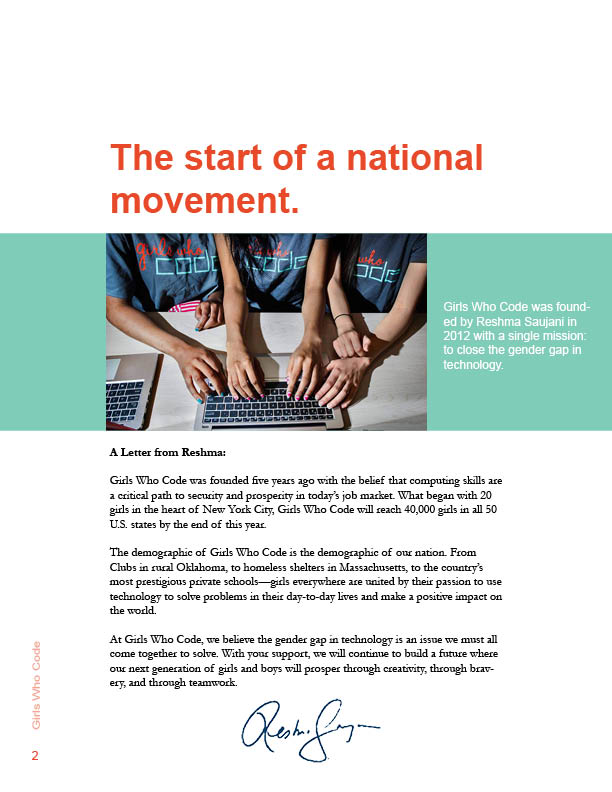 The start of a national
movement.
girls who
CODE
girls who
CODE
who
CODE
Girls Who Code was found-
ed by Reshma Saujani in
2012 with a single mission:
to close the gender gap in
technology.
A Letter from Reshma:
Girls Who Code was founded five years ago with the belief that computing skills are
a critical path to security and prosperity in today’s job market. What began with 20
girls in the heart of New York City, Girls Who Code will reach 40,000 girls in all 50
U.S. states by the end of this year.
The demographic of Girls Who Code is the demographic of our nation. From
Clubs in rural Oklahoma, to homeless shelters in Massachusetts, to the country’s
most prestigious private schools—girls everywhere are united by their passion to use
technology to solve problems in their day-to-day lives and make a positive impact on
the world.
At Girls Who Code, we believe the gender gap in technology is an issue we must all
come together to solve. With your support, we will continue to build a future where
our next generation of girls and boys will prosper through creativity, through brav-
ery, and through teamwork.
Girls Who Code
2